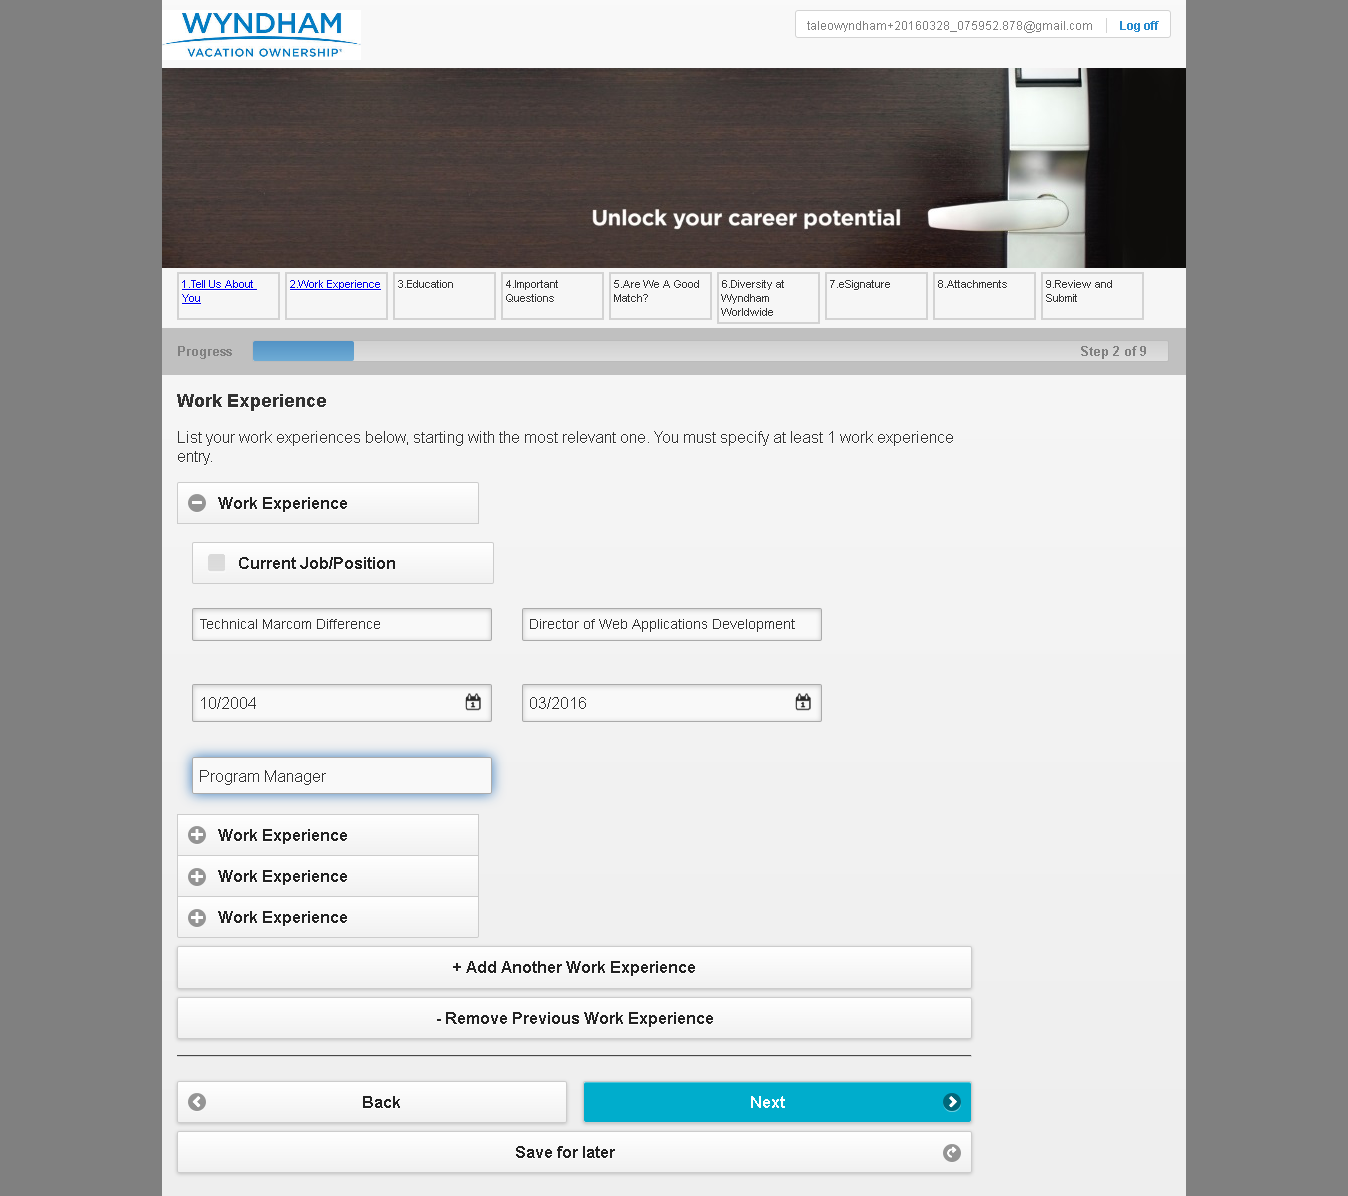 WYNDHAM
VACATION OWNERSHIP
taleowyndham+20160328_075952.878@gmail.com
Log off
Unlock your career potential
1.Tell Us About
You
2.Work Experience
3.Education
4.Important
Questions
5.Are We A Good
Match?
6.Diversity at
Wyndham
Worldwide
7.eSignature
8.Attachments
9.Review and
Submit
Progress
Step 2 of 9
Work Experience
List your work experiences below, starting with the most relevant one. You must specify at least 1 work experience
entry.
Work Experience
Current Job/Position
Technical Marcom Difference
Director of Web Applications Development
10/2004
03/2016
Program Manager
Work Experience
Work Experience
Work Experience
+ Add Another Work Experience
- Remove Previous Work Experience
Back
Next
Save for later